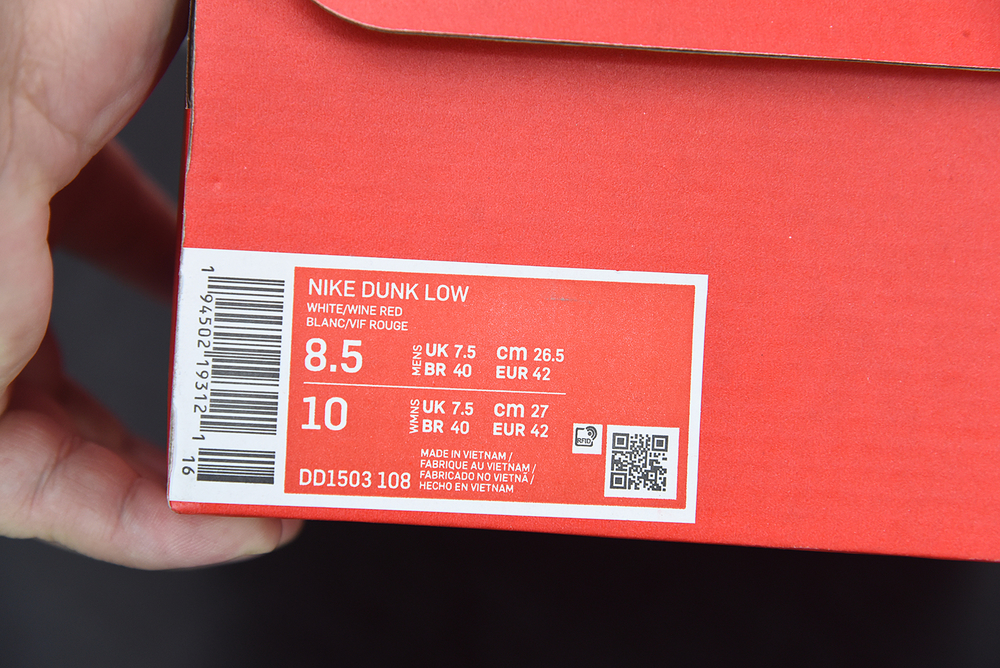 1 94502 19312 1
16
NIKE DUNK LOW
WHITE/WINE RED
BLANC/VIF ROUGE
8.5 MENS UK 7.5 cm 26.5
BR 40 EUR 42
10 WMNS UK 7.5 cm 27
BR 40 EUR 42
RFID
MADE IN VIETNAM /
FABRIQUE AU VIETNAM /
FABRICADO NO VIETNÃ /
HECHO EN VIETNAM
DD1503 108